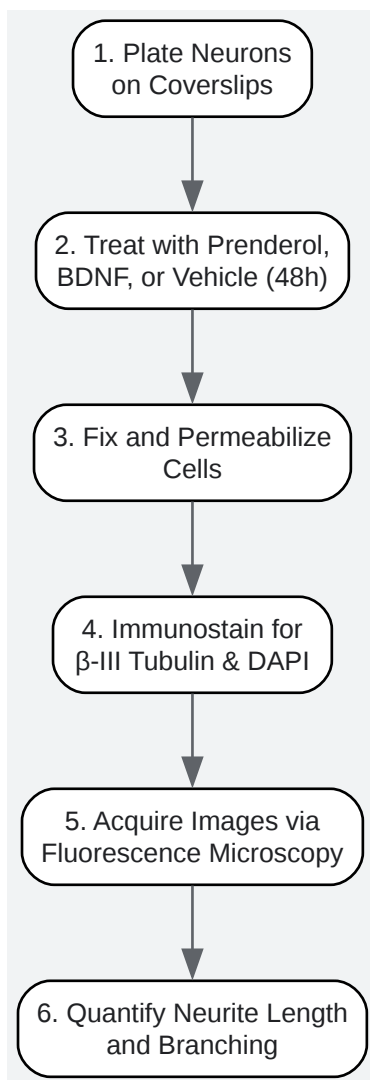 1. Plate Neurons
on Coverslips
2. Treat with Prenderol,
BDNF, or Vehicle (48h)
3. Fix and Permeabilize
Cells
4. Immunostain for
β-III Tubulin & DAPI
5. Acquire Images via
Fluorescence Microscopy
6. Quantify Neurite Length
and Branching